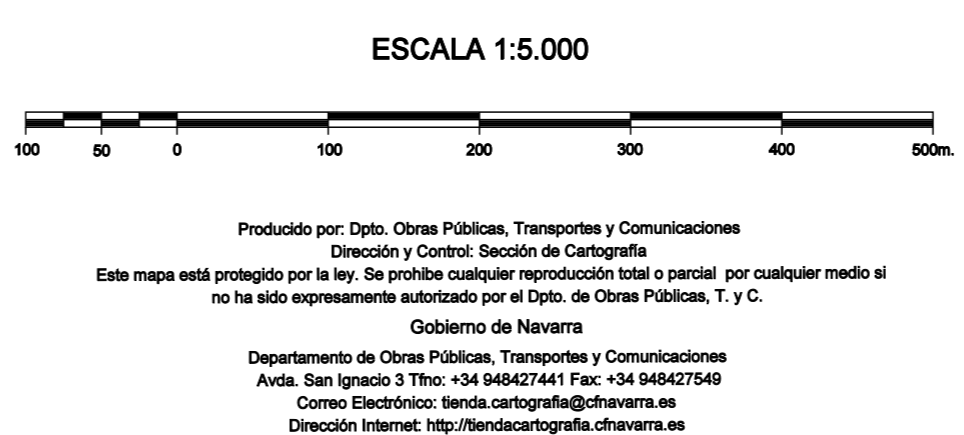 ESCALA 1:5.000
100 50 0 100 200 300 400 500m.
Producido por: Dpto. Obras Públicas, Transportes y Comunicaciones
Dirección y Control: Sección de Cartografía
Este mapa está protegido por la ley. Se prohibe cualquier reproducción total o parcial por cualquier medio si
no ha sido expresamente autorizado por el Dpto. de Obras Públicas, T. y C.
Gobierno de Navarra
Departamento de Obras Públicas, Transportes y Comunicaciones
Avda. San Ignacio 3 Tfno: +34 948427441 Fax: +34 948427549
Correo Electrónico: tienda.cartografia@cfnavarra.es
Dirección Internet: http://tiendacartografia.cfnavarra.es